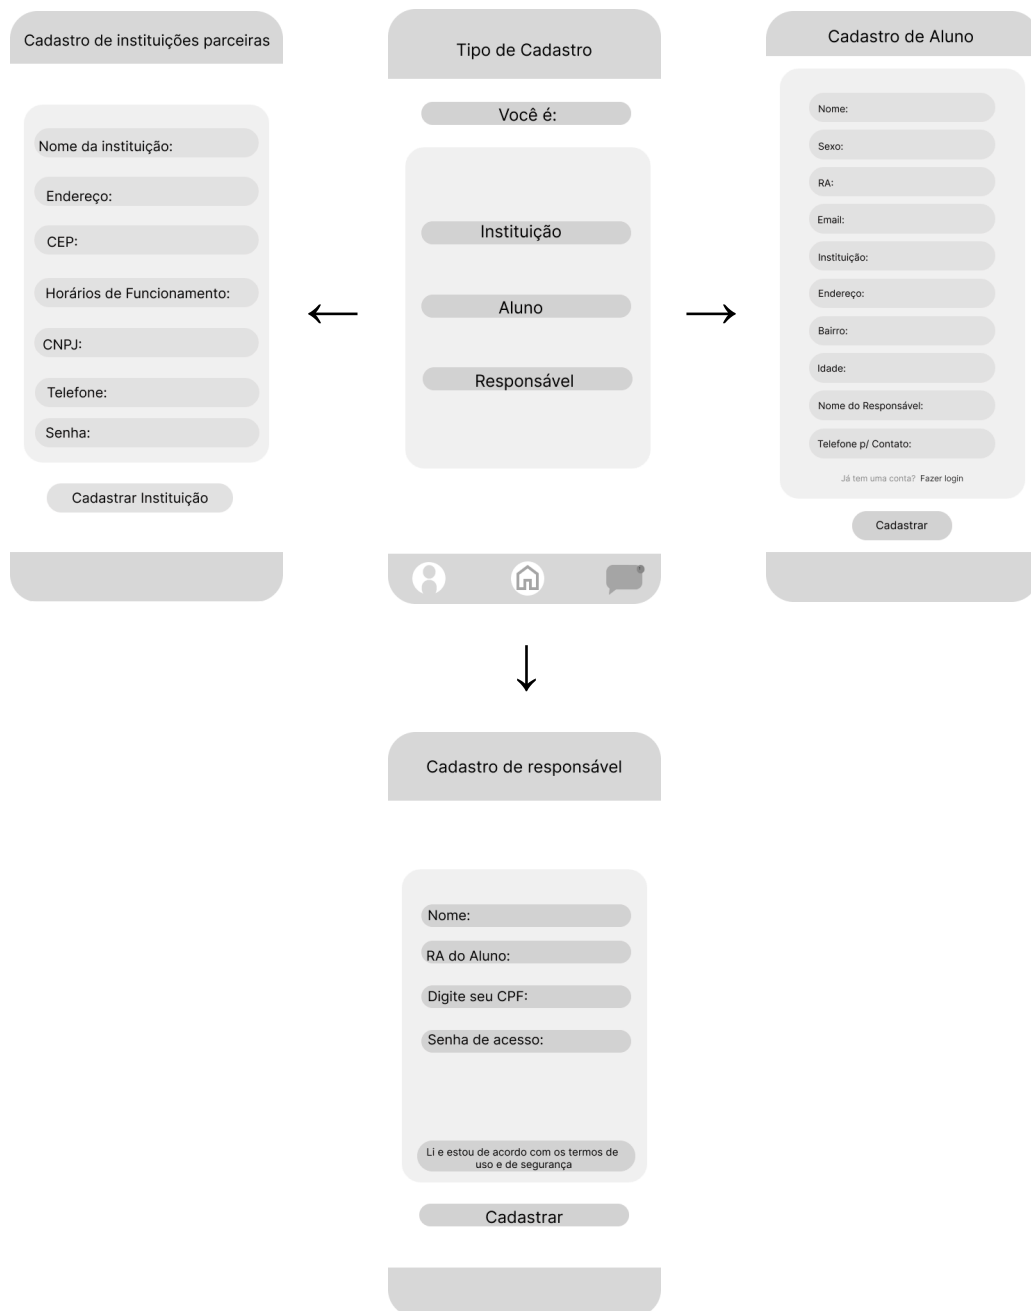 Cadastro de instituições parceiras
Nome da instituição:
Endereço:
CEP:
Horários de Funcionamento:
CNPJ:
Telefone:
Senha:
Cadastrar Instituição
Tipo de Cadastro
Você é:
Instituição
Aluno
Responsável
Cadastro de Aluno
Nome:
Sexo:
RA:
Email:
Instituição:
Endereço:
Bairro:
Idade:
Nome do Responsável:
Telefone p/ Contato:
Já tem uma conta? Fazer login
Cadastrar
Cadastro de responsável
Nome:
RA do Aluno:
Digite seu CPF:
Senha de acesso:
Li e estou de acordo com os termos de
uso e de segurança
Cadastrar